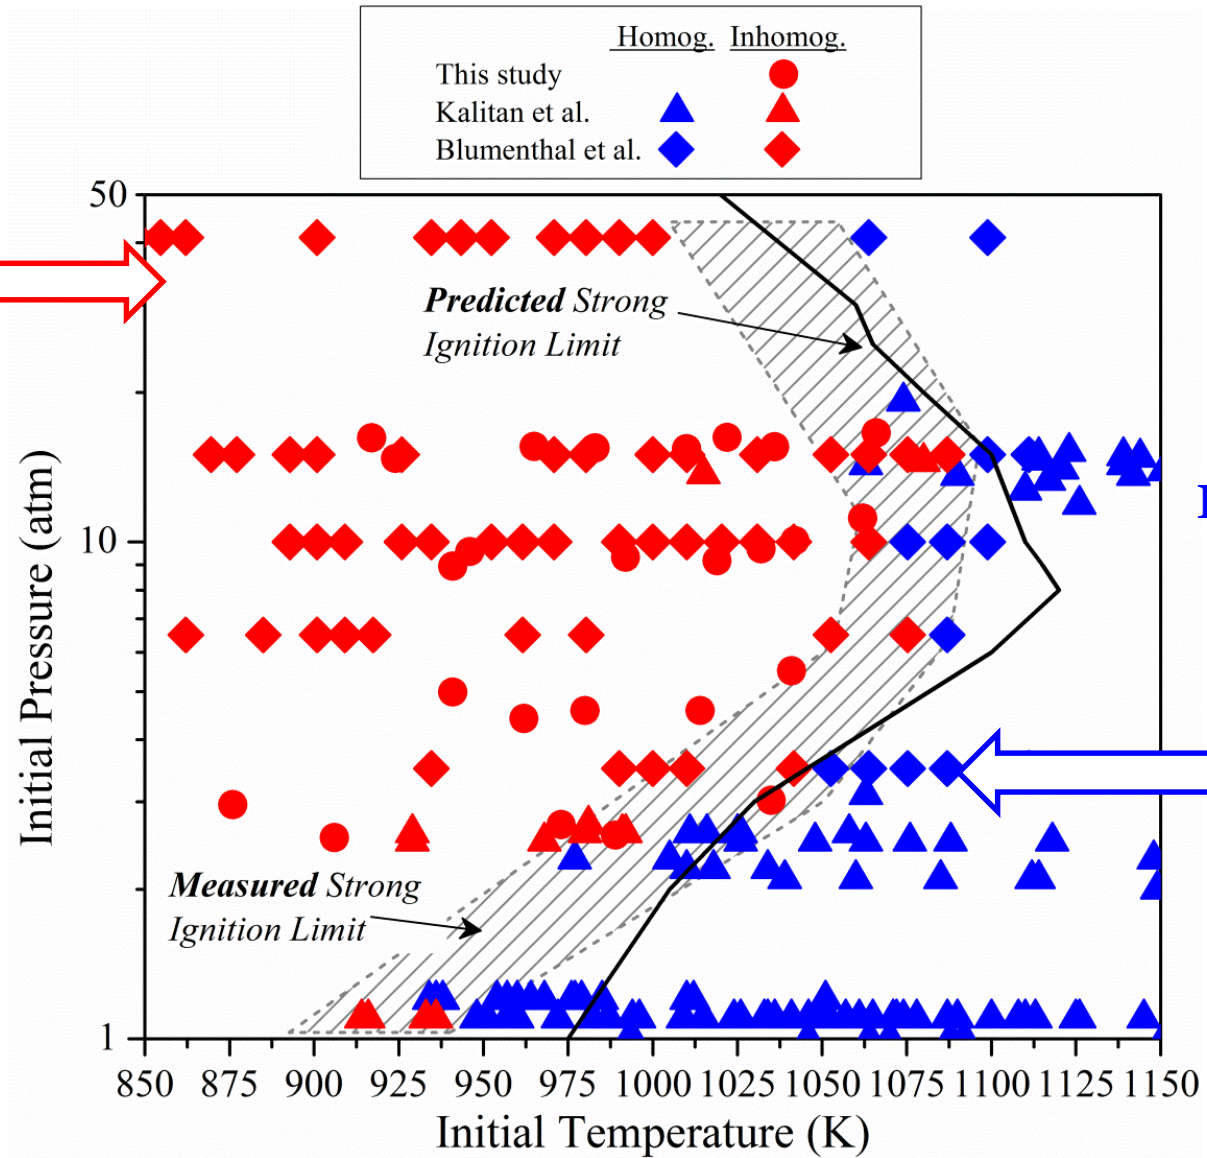 Homog. Inhomog.
This study
Kalitan et al.
Blumenthal et al.
50
10
1
Initial Pressure (atm)
Predicted Strong
Ignition Limit
Measured Strong
Ignition Limit
850 875 900 925 950 975 1000 1025 1050 1075 1100 1125 1150
Initial Temperature (K)